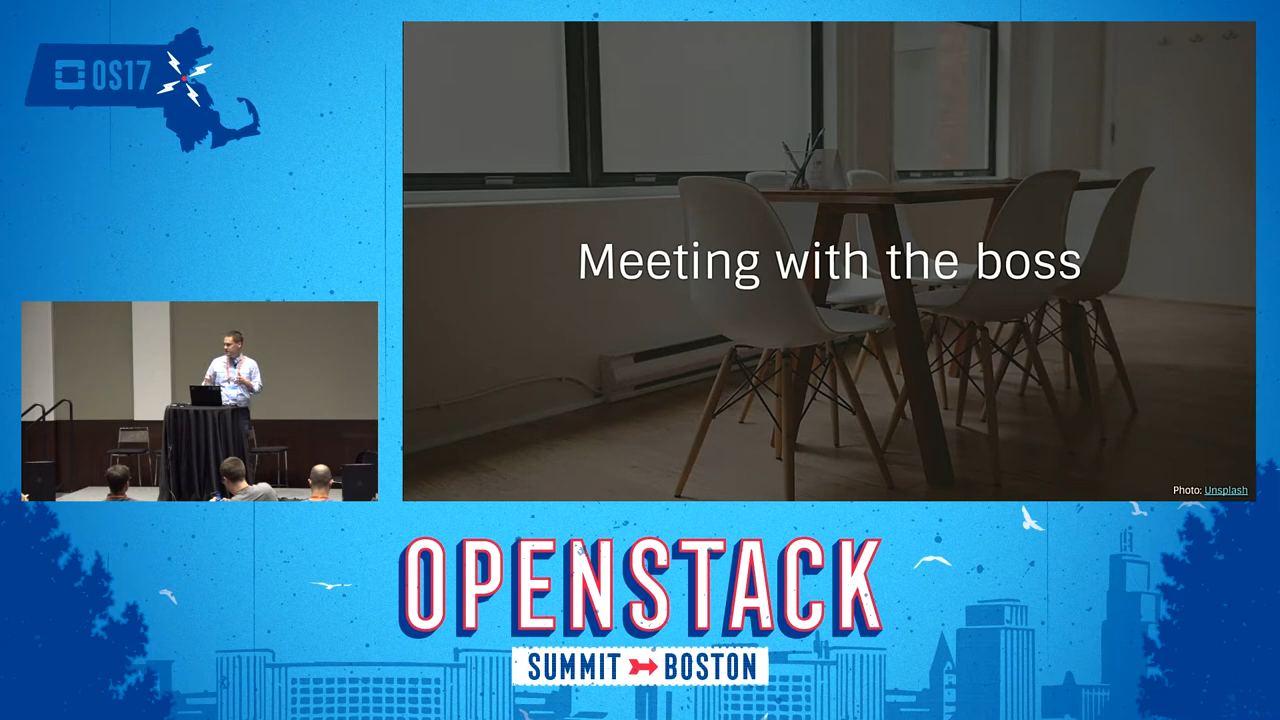 OS17
Meeting with the boss
Photo: Unsplash
OPENSTACK
SUMMIT BOSTON